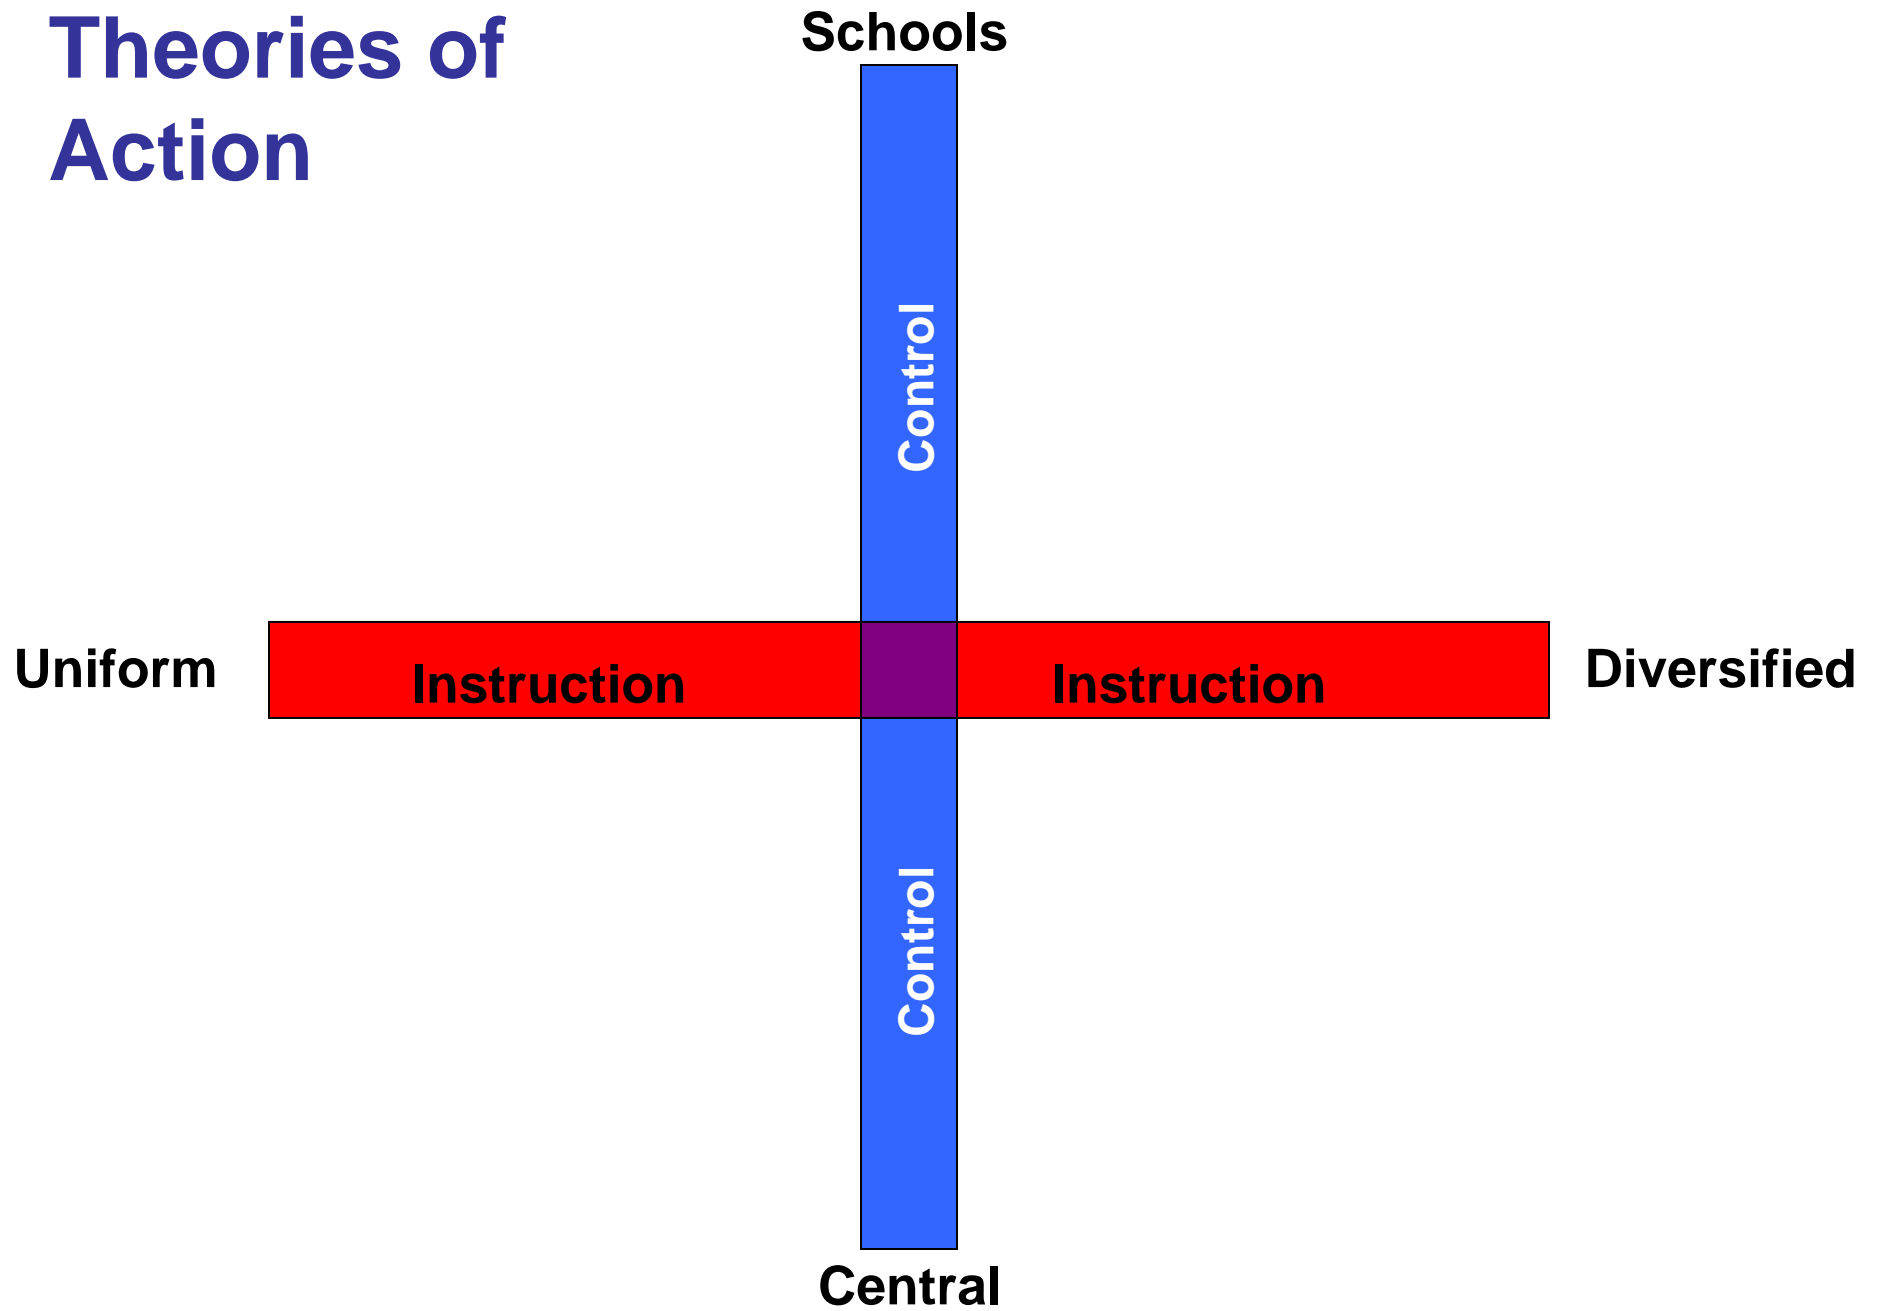 Theories of
Action
Schools
Control
Uniform
Instruction
Instruction
Diversified
Control
Central